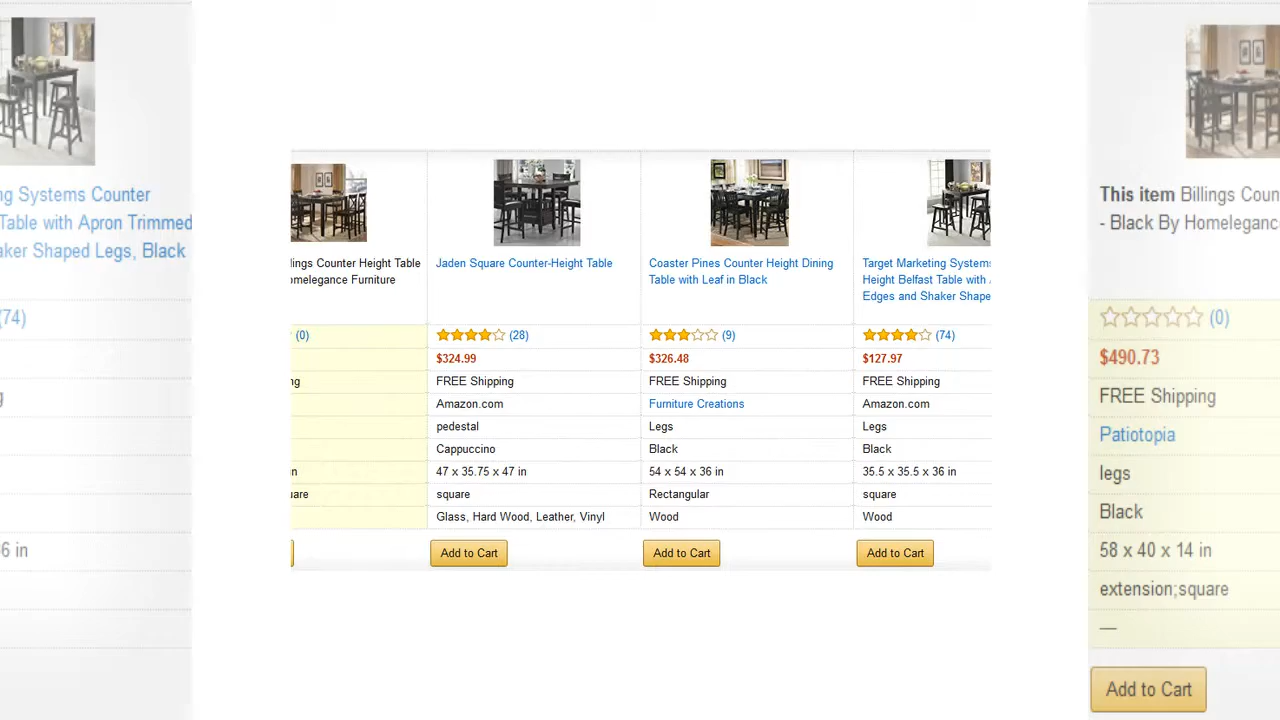 ng Systems Counter
Table with Apron Trimmed
aker Shaped Legs, Black
(74)
g
6 in
lings Counter Height Table
omelegance Furniture
(0)
ng
in
uare
Jaden Square Counter-Height Table
(28)
$324.99
FREE Shipping
Amazon.com
pedestal
Cappuccino
47 x 35.75 x 47 in
square
Glass, Hard Wood, Leather, Vinyl
Add to Cart
Coaster Pines Counter Height Dining
Table with Leaf in Black
(9)
$326.48
FREE Shipping
Furniture Creations
Legs
Black
54 x 54 x 36 in
Rectangular
Wood
Add to Cart
Target Marketing Systems
Height Belfast Table with
Edges and Shaker Shape
(74)
$127.97
FREE Shipping
Amazon.com
Legs
Black
35.5 x 35.5 x 36 in
square
Wood
Add to Cart
This item Billings Coun
- Black By Homeleganc
(0)
$490.73
FREE Shipping
Patiotopia
legs
Black
58 x 40 x 14 in
extension;square
—
Add to Cart